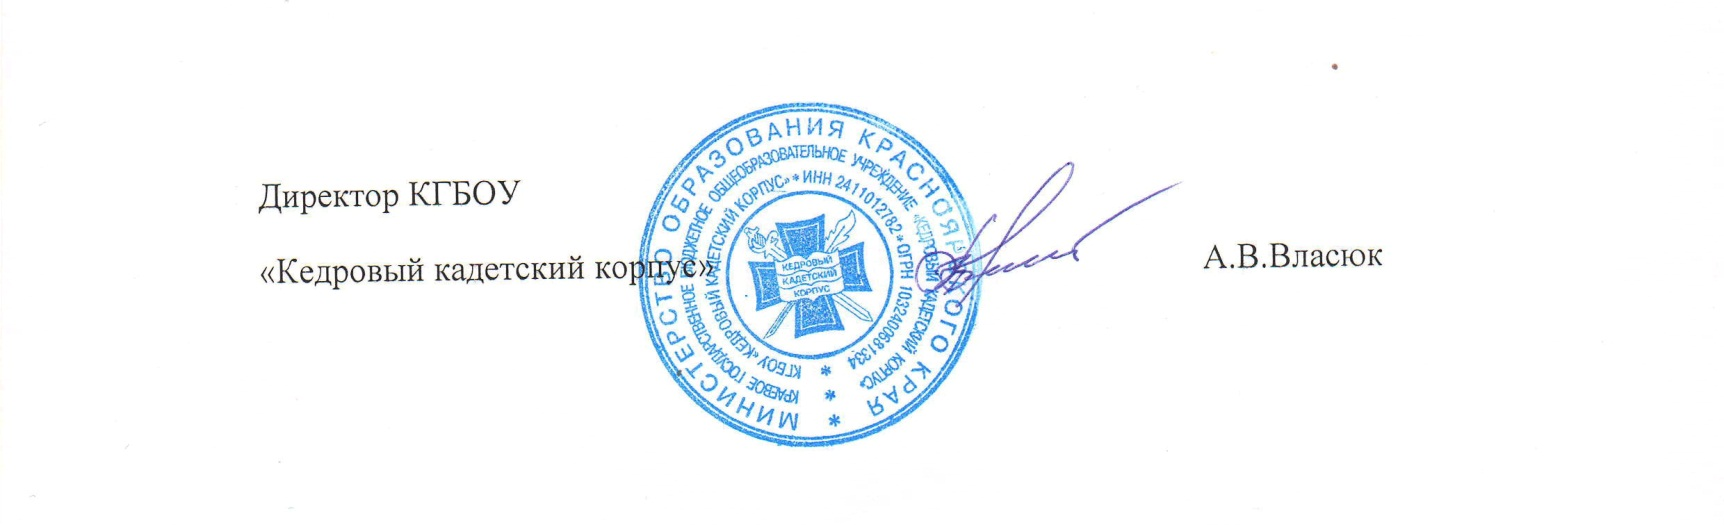 Директор КГБОУ
«Кедровый кадетский корпус»
А.В.Власюк
МИНИСТЕРСТВО ОБРАЗОВАНИЯ КРАСНОЯРСКОГО КРАЯ *
КРАЕВОЕ ГОСУДАРСТВЕННОЕ БЮДЖЕТНОЕ ОБЩЕОБРАЗОВАТЕЛЬНОЕ УЧРЕЖДЕНИЕ «КЕДРОВЫЙ КАДЕТСКИЙ КОРПУС» *
КГБОУ «КЕДРОВЫЙ КАДЕТСКИЙ КОРПУС» * ИНН 2411012782 * ОГРН 1032400681334 *
КЕДРОВЫЙ
КАДЕТСКИЙ
КОРПУС